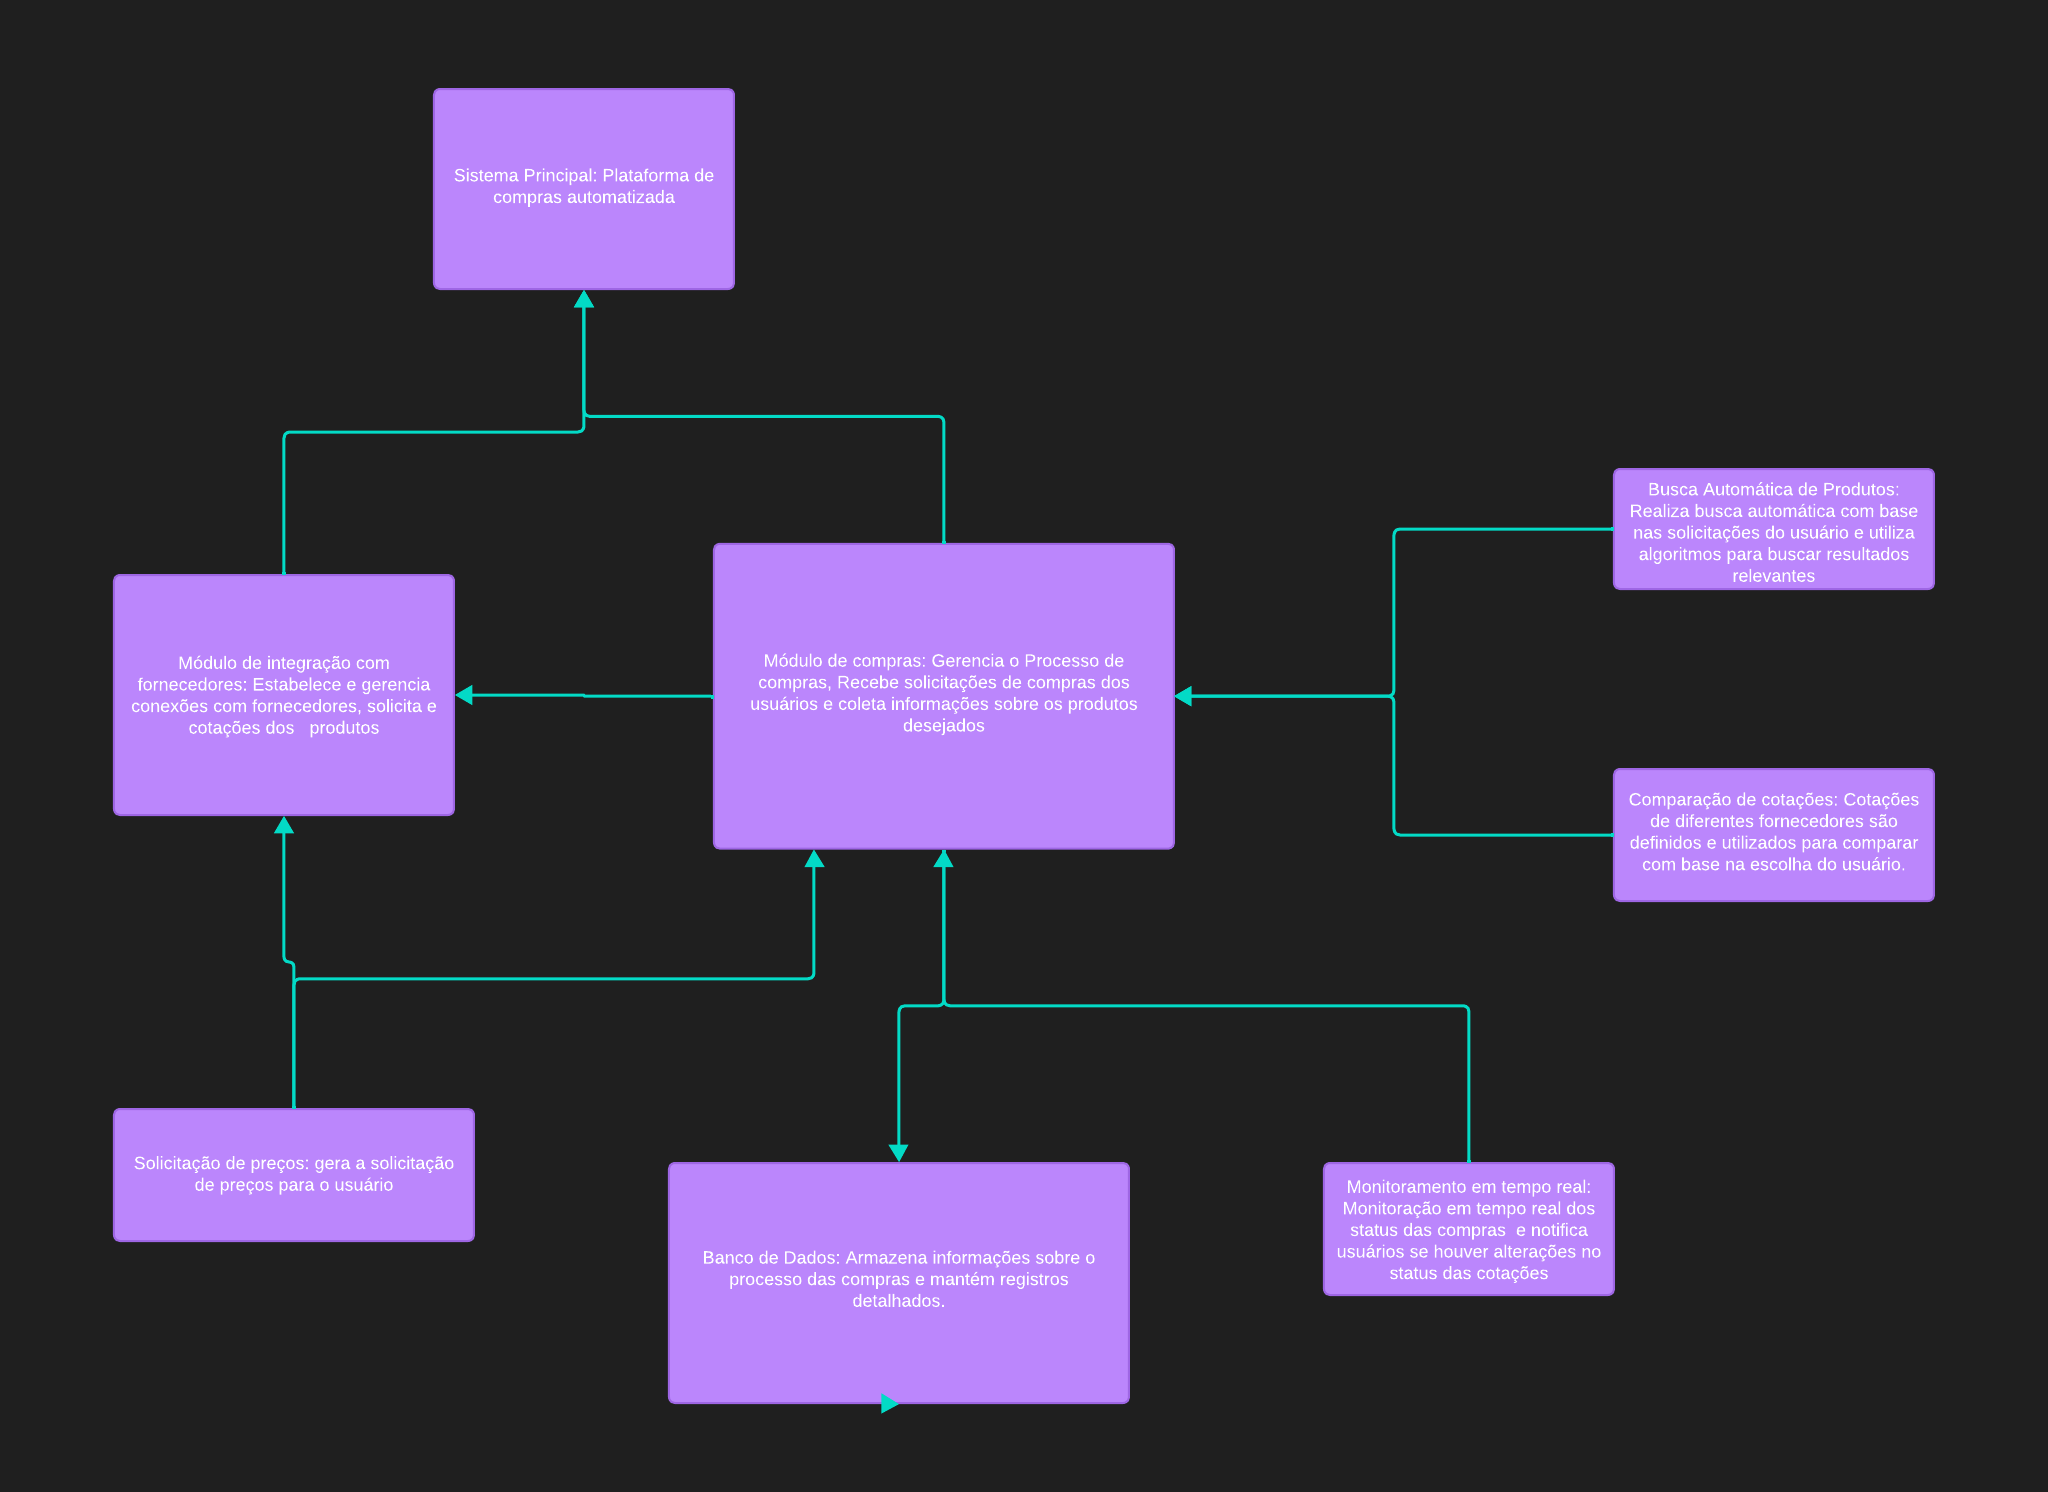 Sistema Principal: Plataforma de
compras automatizada
Busca Automática de Produtos:
Realiza busca automática com base
nas solicitações do usuário e utiliza
algoritmos para buscar resultados
relevantes
Módulo de integração com
fornecedores: Estabelece e gerencia
conexões com fornecedores, solicita e
cotações dos   produtos
Módulo de compras: Gerencia o Processo de
compras, Recebe solicitações de compras dos
usuários e coleta informações sobre os produtos
desejados
Comparação de cotações: Cotações
de diferentes fornecedores são
definidos e utilizados para comparar
com base na escolha do usuário.
Solicitação de preços: gera a solicitação
de preços para o usuário
Banco de Dados: Armazena informações sobre o
processo das compras e mantém registros
detalhados.
Monitoramento em tempo real:
Monitoração em tempo real dos
status das compras  e notifica
usuários se houver alterações no
status das cotações